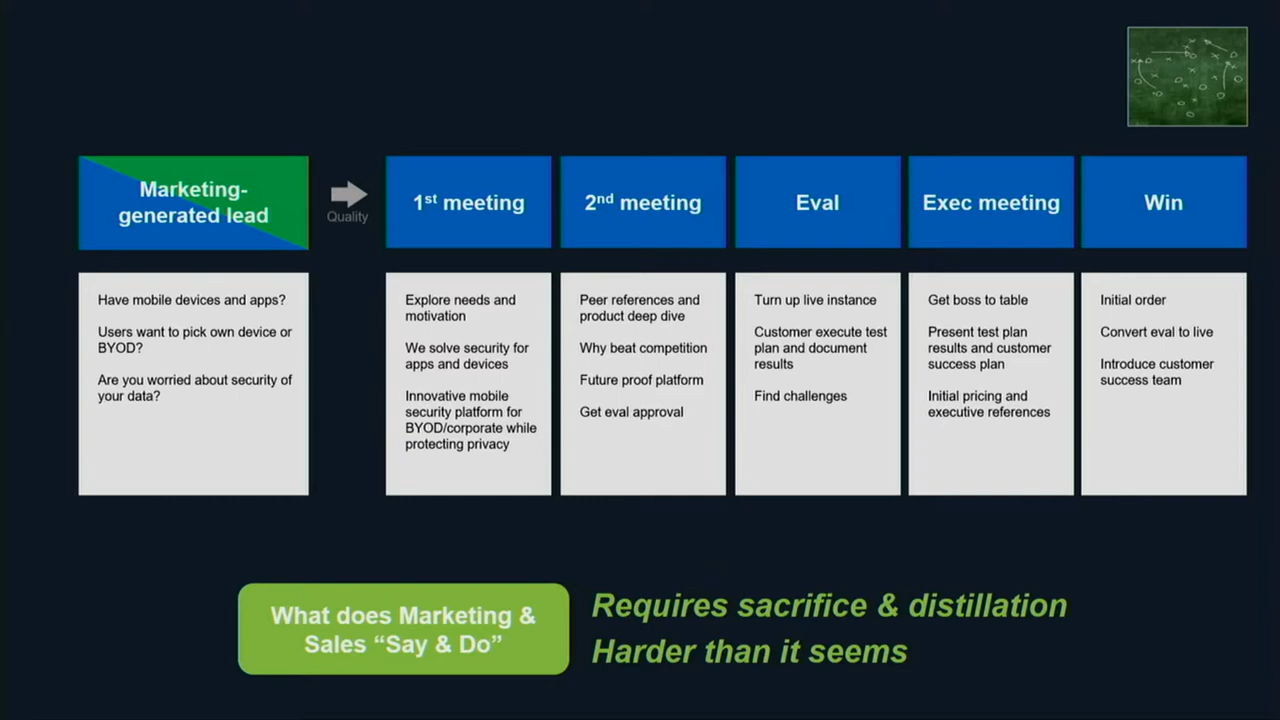 Marketing-
generated lead
Quality
1st meeting
2nd meeting
Eval
Exec meeting
Win
Have mobile devices and apps?
Users want to pick own device or
BYOD?
Are you worried about security of
your data?
Explore needs and
motivation
We solve security for
apps and devices
Innovative mobile
security platform for
BYOD/corporate while
protecting privacy
Peer references and
product deep dive
Why beat competition
Future proof platform
Get eval approval
Turn up live instance
Customer execute test
plan and document
results
Find challenges
Get boss to table
Present test plan
results and customer
success plan
Initial pricing and
executive references
Initial order
Convert eval to live
Introduce customer
success team
What does Marketing &
Sales “Say & Do”
Requires sacrifice & distillation
Harder than it seems